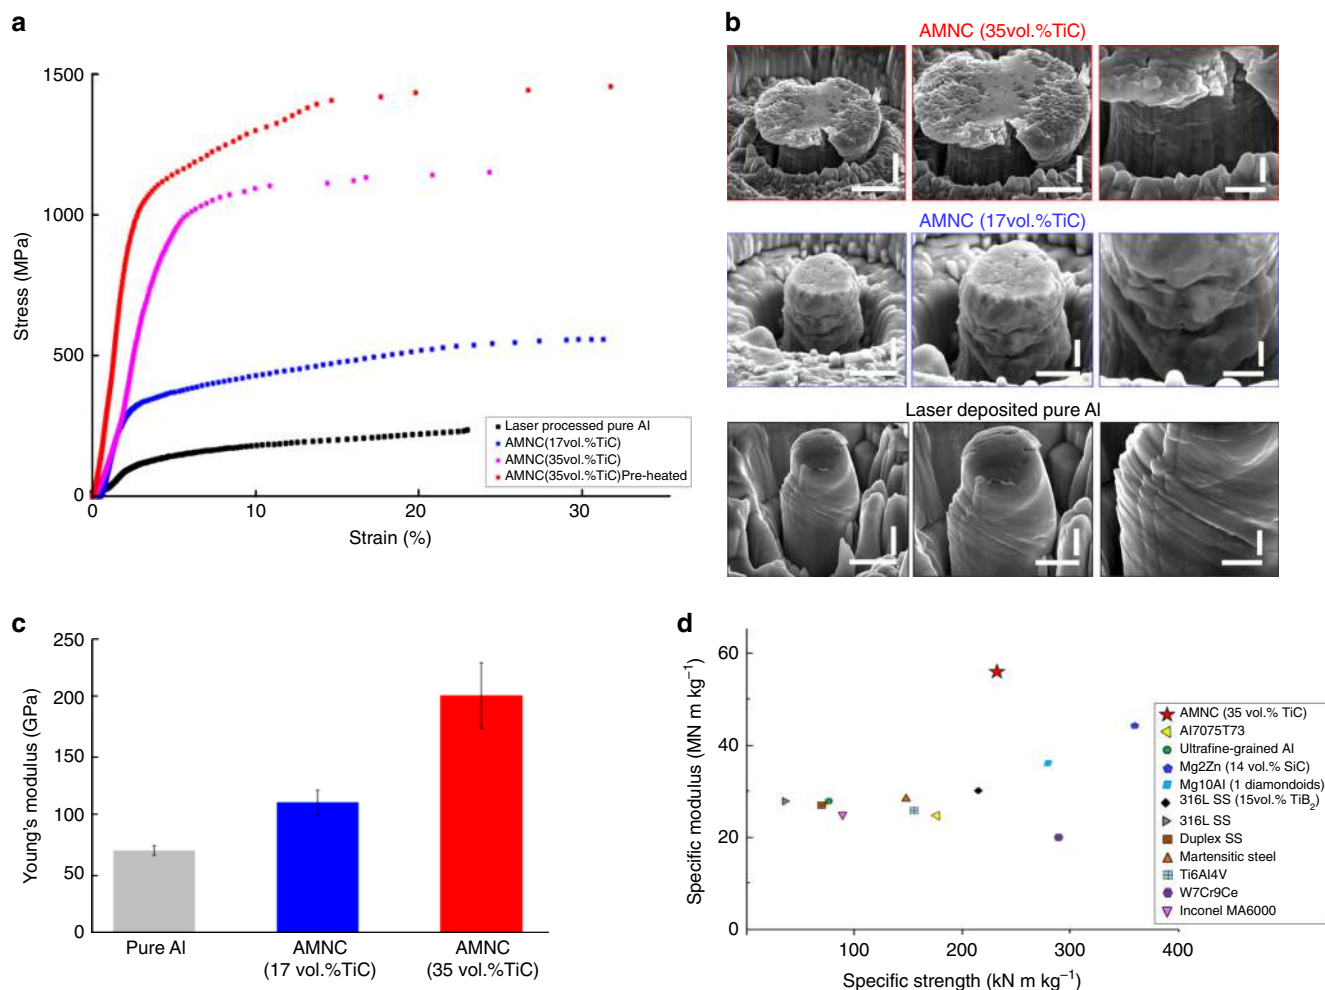 a
1500
1000
500
0
0
10
20
30
Stress (MPa)
Strain (%)
Laser processed pure Al
AMNC(17vol.%TiC)
AMNC(35vol.%TiC)
AMNC(35vol.%TiC)Pre-heated
b
AMNC (35vol.%TiC)
AMNC (17vol.%TiC)
Laser deposited pure Al
c
250
200
150
100
50
0
Young's modulus (GPa)
Pure Al
AMNC
(17 vol.%TiC)
AMNC
(35 vol.%TiC)
d
60
40
20
0
100
200
300
400
Specific modulus (MN m kg⁻¹)
Specific strength (kN m kg⁻¹)
AMNC (35 vol.% TiC)
Al7075T73
Ultrafine-grained Al
Mg2Zn (14 vol.% SiC)
Mg10Al (1 diamondoids)
316L SS (15vol.% TiB₂)
316L SS
Duplex SS
Martensitic steel
Ti6Al4V
W7Cr9Ce
Inconel MA6000